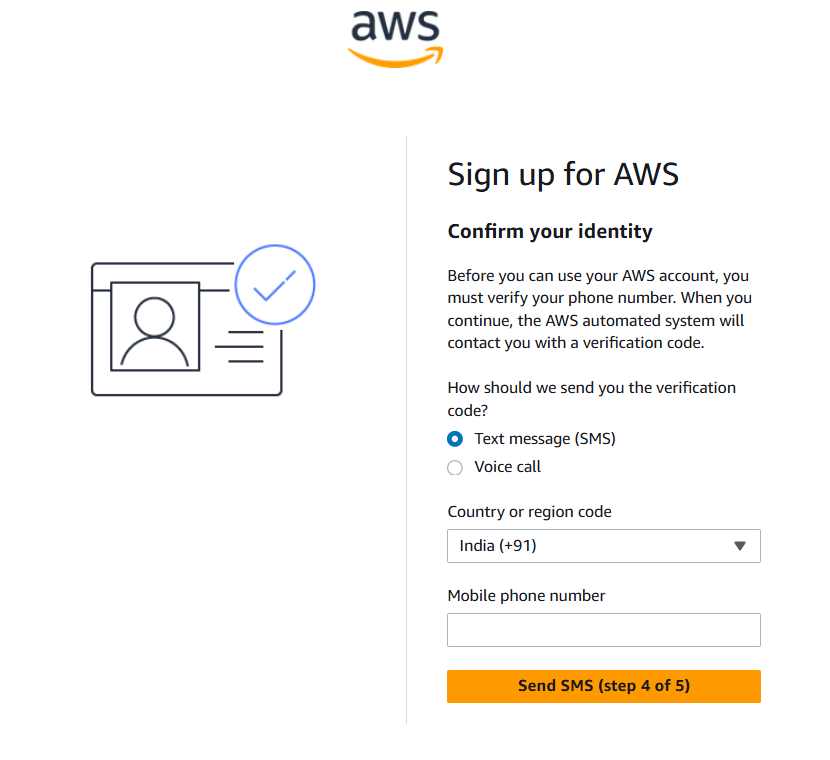 aws
Sign up for AWS
Confirm your identity
Before you can use your AWS account, you
must verify your phone number. When you
continue, the AWS automated system will
contact you with a verification code.
How should we send you the verification
code?
Text message (SMS)
Voice call
Country or region code
India (+91)
Mobile phone number
Send SMS (step 4 of 5)